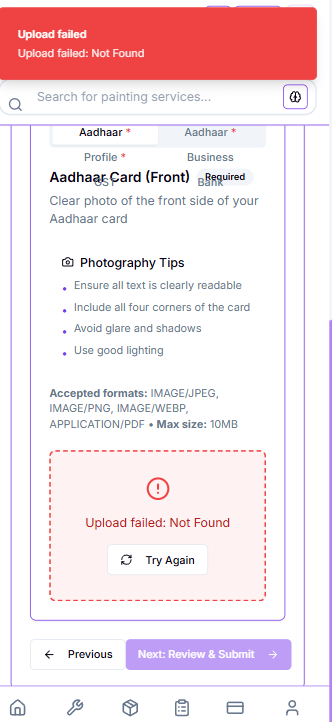 Upload failed
Upload failed: Not Found
Search for painting services...
Aadhaar * Aadhaar *
Profile * Business
GST Bank
Aadhaar Card (Front) Required
Clear photo of the front side of your
Aadhaar card
Photography Tips
Ensure all text is clearly readable
Include all four corners of the card
Avoid glare and shadows
Use good lighting
Accepted formats: IMAGE/JPEG,
IMAGE/PNG, IMAGE/WEBP,
APPLICATION/PDF • Max size: 10MB
Upload failed: Not Found
Try Again
Previous Next: Review & Submit